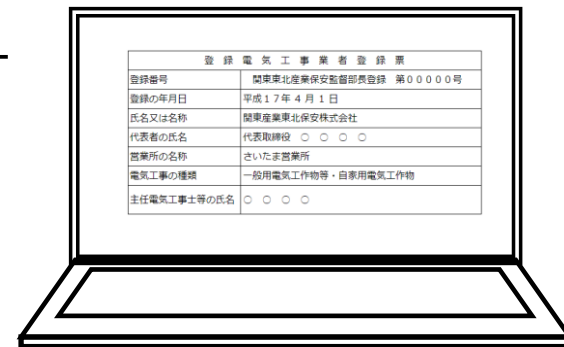 登録電気工事業者登録票
登録番号 関東東北産業保安監督部長登録 第０００００号
登録の年月日 平成１７年４月１日
氏名又は名称 関東産業東北保安株式会社
代表者の氏名 代表取締役 ○ ○ ○ ○
営業所の名称 さいたま営業所
電気工事の種類 一般用電気工作物等・自家用電気工作物
主任電気工事士等の氏名 ○ ○ ○ ○